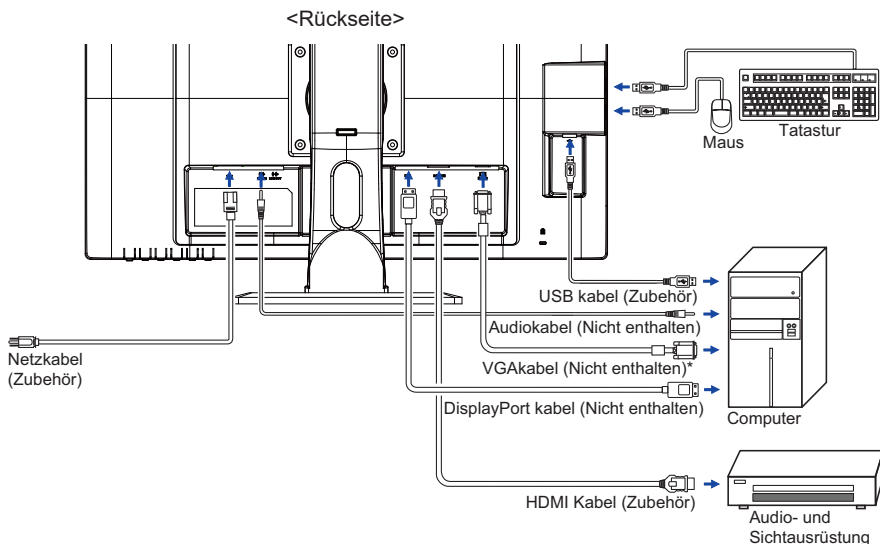 <Rückseite>
Maus
Tatastur
USB kabel (Zubehör)
Audiokabel (Nicht enthalten)
Netzkabel
(Zubehör)
VGAkabel (Nicht enthalten)*
DisplayPort kabel (Nicht enthalten)
Computer
HDMI Kabel (Zubehör)
Audio- und
Sichtausrüstung